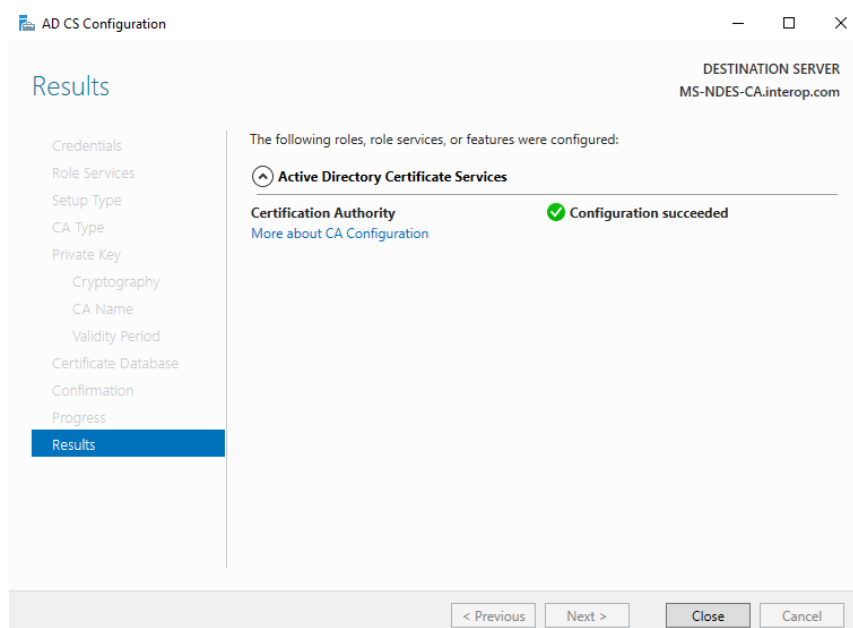 AD CS Configuration
Results
DESTINATION SERVER
MS-NDES-CA.interop.com
Credentials
Role Services
Setup Type
CA Type
Private Key
Cryptography
CA Name
Validity Period
Certificate Database
Confirmation
Progress
Results
The following roles, role services, or features were configured:
Active Directory Certificate Services
Certification Authority
Configuration succeeded
More about CA Configuration
< Previous
Next >
Close
Cancel